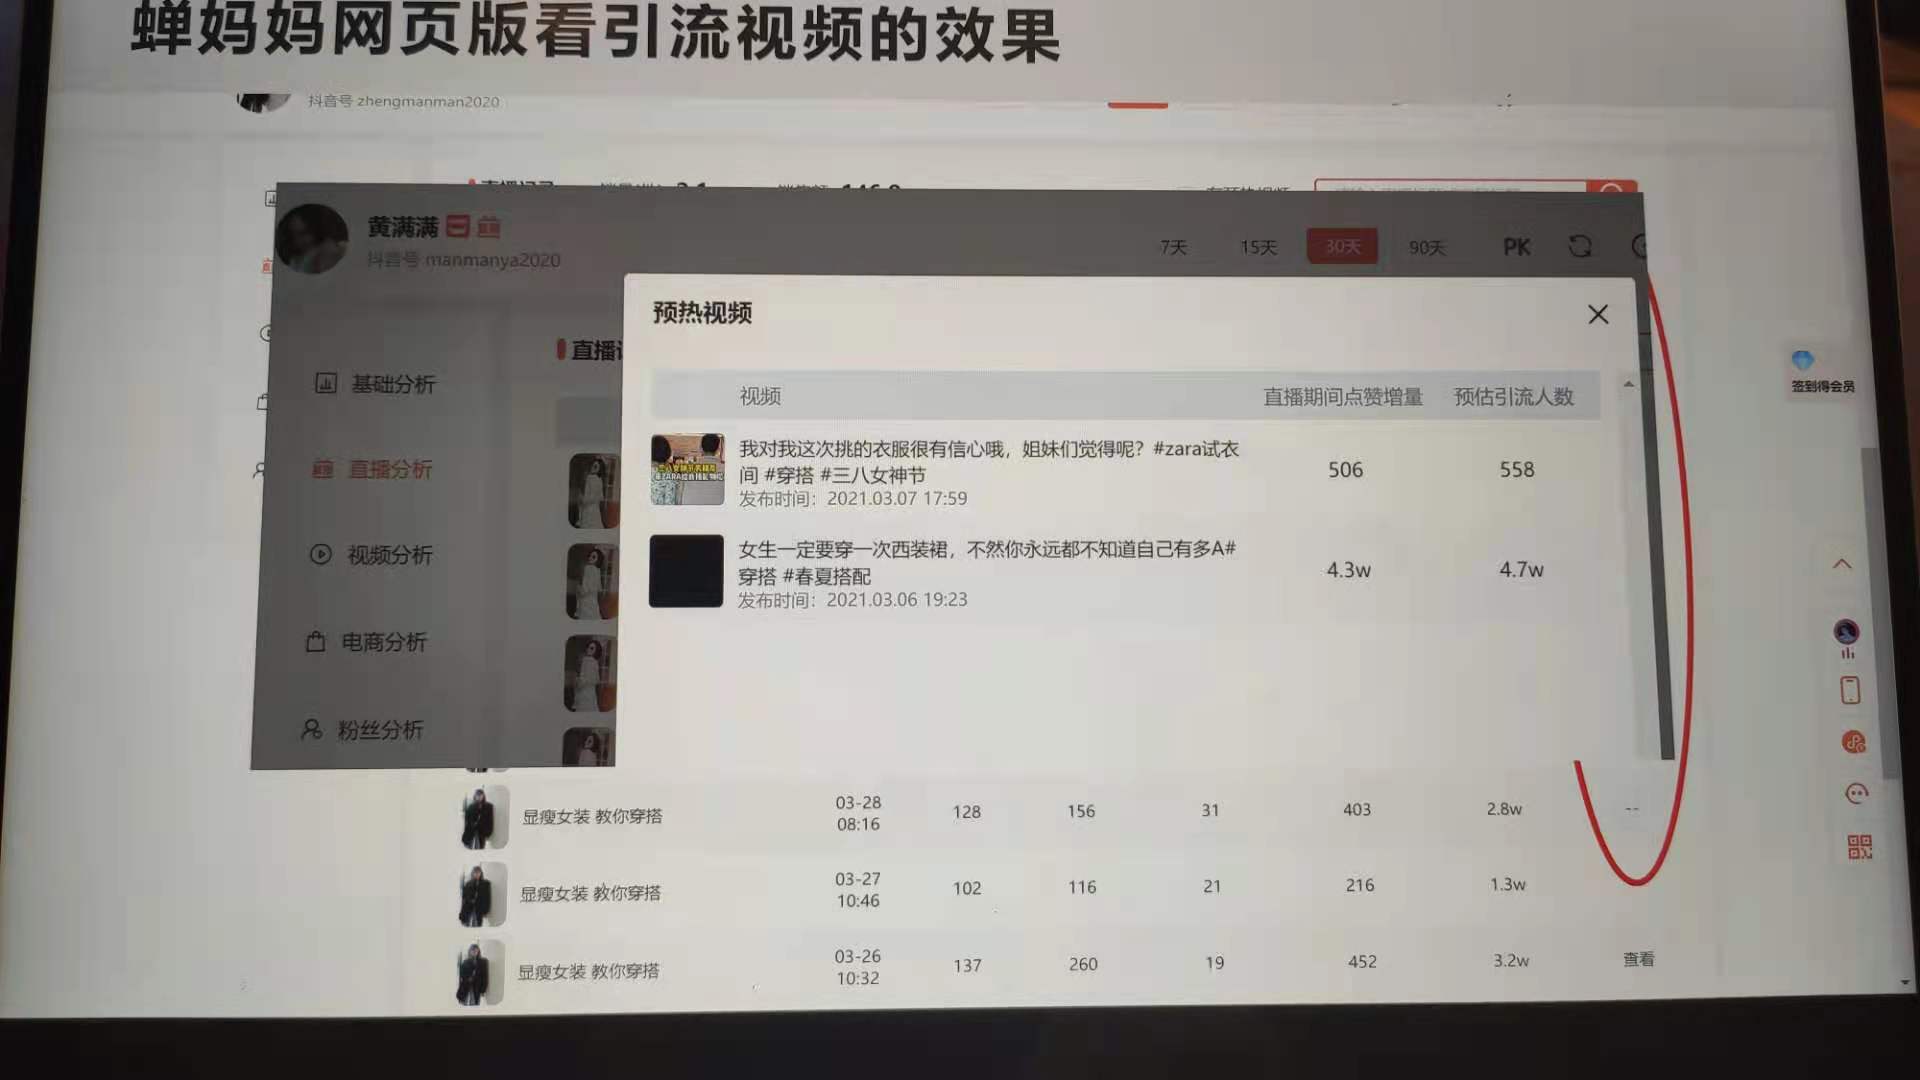 蝉妈妈网页版看引流视频的效果
抖音号 zhengmanman2020
黄满满
抖音号 manmanya2020
7天 15天 30天 90天 PK
基础分析
直播分析
视频分析
电商分析
粉丝分析
预热视频
视频 直播期间点赞增量 预估引流人数
我对我这次挑的衣服很有信心哦，姐妹们觉得呢？#zara试衣
间 #穿搭 #三八女神节
发布时间：2021.03.07 17:59
506 558
女生一定要穿一次西装裙，不然你永远都不知道自己有多A#
穿搭 #春夏搭配
发布时间：2021.03.06 19:23
4.3w 4.7w
签到得会员
显瘦女装 教你穿搭 03-28 08:16 128 156 31 403 2.8w --
显瘦女装 教你穿搭 03-27 10:46 102 116 21 216 1.3w
显瘦女装 教你穿搭 03-26 10:32 137 260 19 452 3.2w 查看